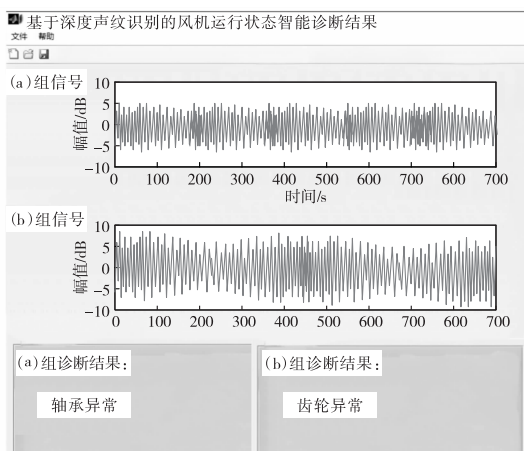 基于深度声纹识别的风机运行状态智能诊断结果
文件 帮助
(a)组信号
幅值/dB
10
5
0
-5
-10
0 100 200 300 400 500 600 700
时间/s
(b)组信号
幅值/dB
10
5
0
-5
-10
0 100 200 300 400 500 600 700
(a)组诊断结果: (b)组诊断结果:
轴承异常 齿轮异常